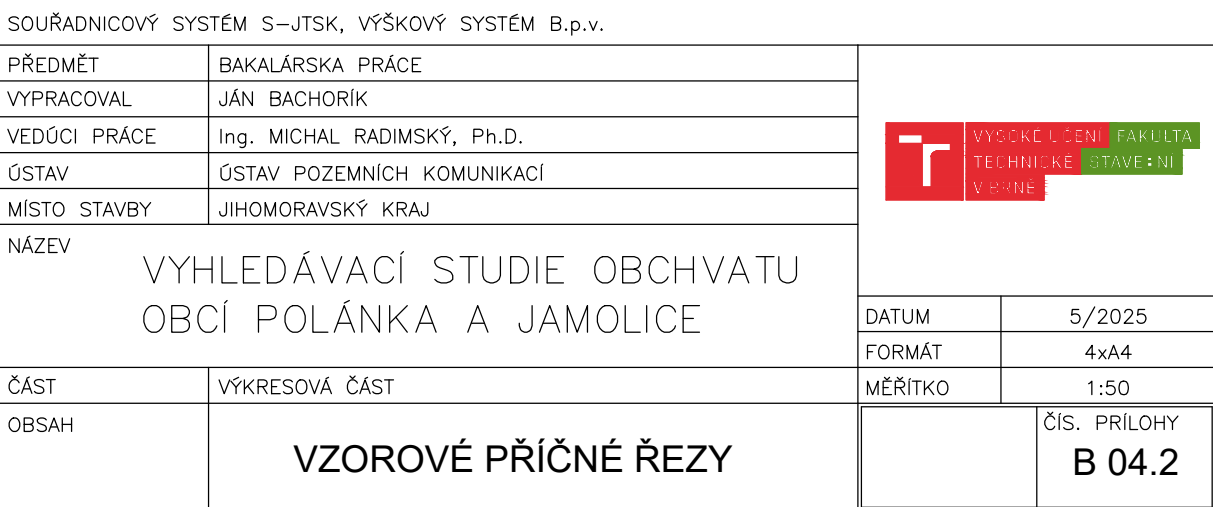 SOUŘADNICOVÝ SYSTÉM S-JTSK, VÝŠKOVÝ SYSTÉM B.p.v.
PŘEDMĚT BAKALÁRSKA PRÁCE
VYPRACOVAL JÁN BACHORÍK
VEDÚCI PRÁCE Ing. MICHAL RADIMSKÝ, Ph.D.
ÚSTAV ÚSTAV POZEMNÍCH KOMUNIKACÍ
MÍSTO STAVBY JIHOMORAVSKÝ KRAJ
VYSOKÉ UČENÍ FAKULTA
TECHNICKÉ STAVEBNÍ
V BRNĚ
NÁZEV
VYHLEDÁVACÍ STUDIE OBCHVATU
OBCÍ POLÁNKA A JAMOLICE
DATUM 5/2025
FORMÁT 4xA4
ČÁST VÝKRESOVÁ ČÁST
MĚŘÍTKO 1:50
OBSAH
VZOROVÉ PŘÍČNÉ ŘEZY
ČÍS. PRÍLOHY
B 04.2